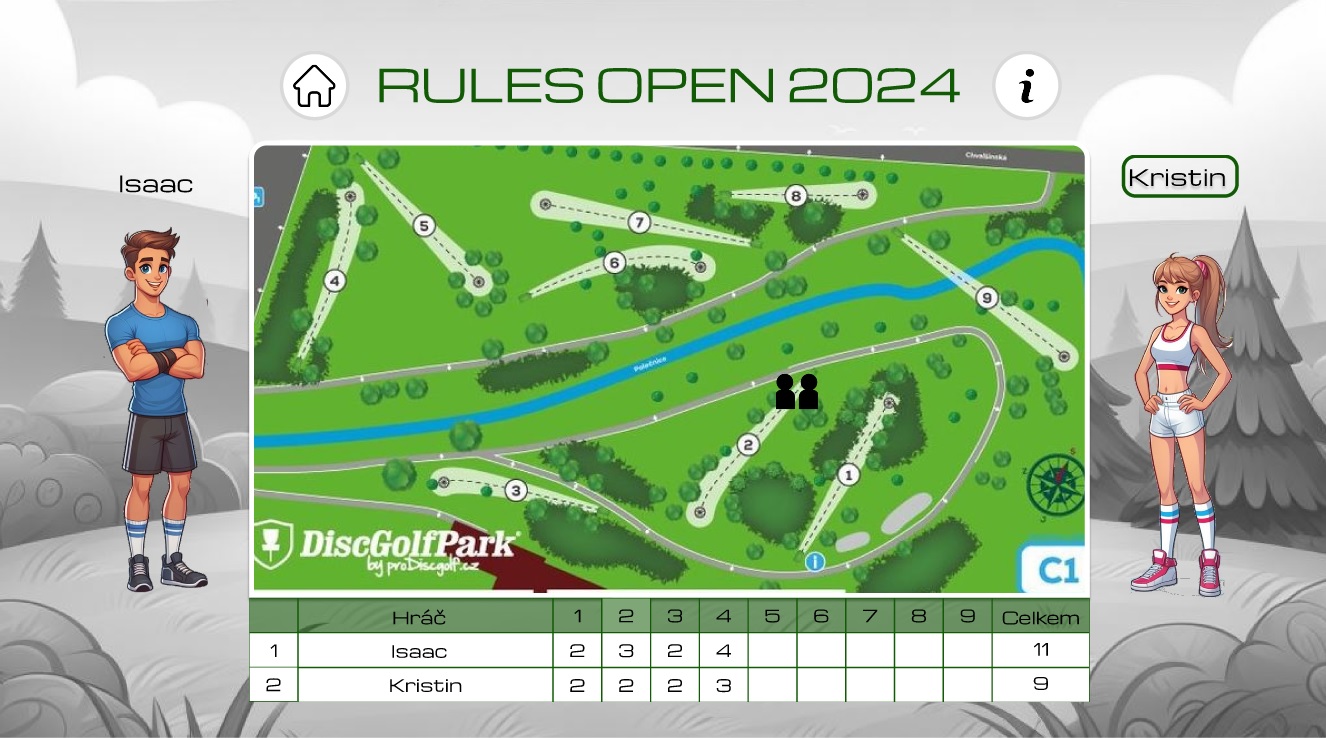 RULES OPEN 2024
i
Isaac
Kristin
Chvalšinská
8
5
7
6
4
9
Polečnice
2
1
3
DiscGolfPark®
by proDiscgolf.cz
i
C1
Hráč 1 2 3 4 5 6 7 8 9 Celkem
1 Isaac 2 3 2 4 11
2 Kristin 2 2 2 3 9